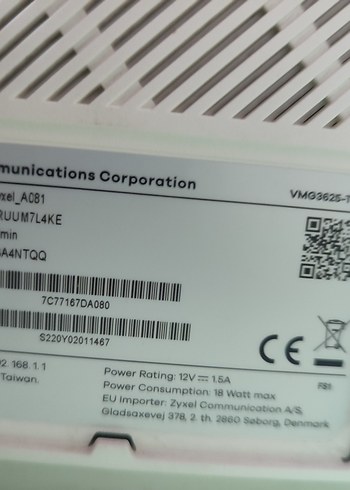 munications Corporation
VMG3625-T
xel_A081
RUUM7L4KE
min
A4NTQQ
7C77167DA080
S220Y02011467
2.168.1.1
Taiwan.
Power Rating: 12V ⎓ 1.5A
Power Consumption: 18 Watt max
EU Importer: Zyxel Communication A/S,
Gladsaxevej 378, 2. th. 2860 Søborg, Denmark
CE